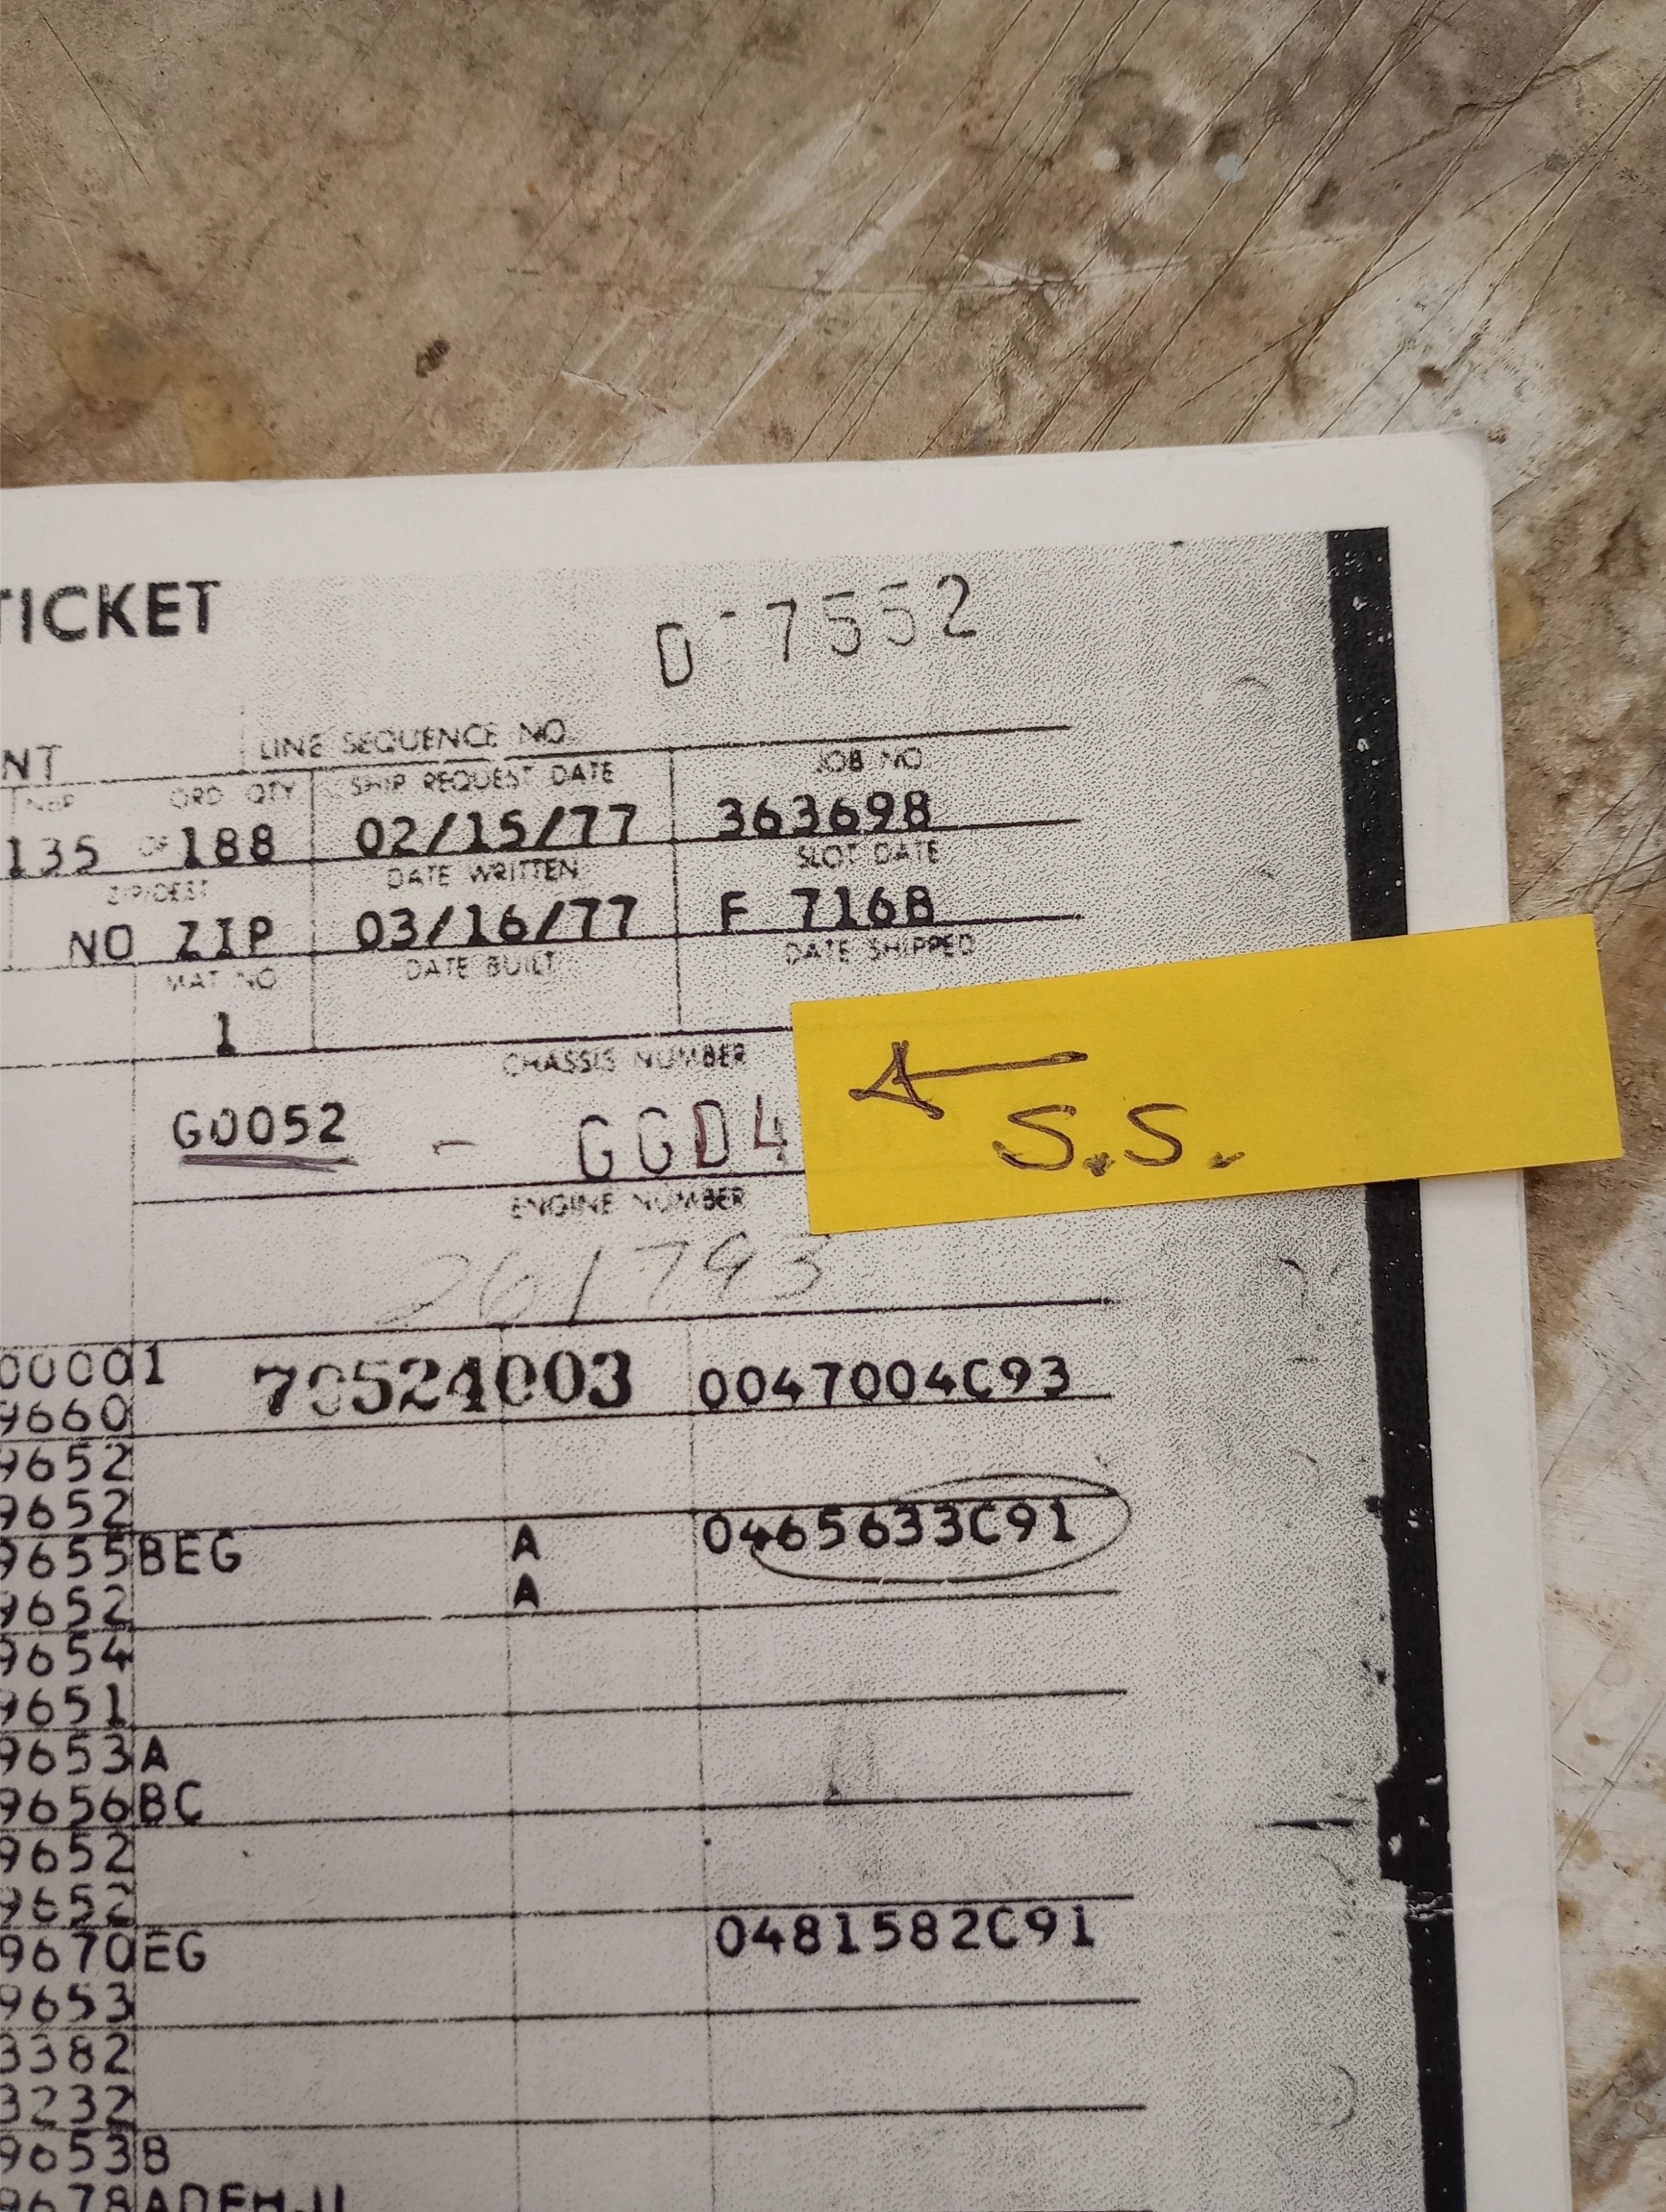 TICKET
D-7552
NT LINE SEQUENCE NO.
ORD QTY SHIP REQUEST DATE JOB NO
135 OF 188 02/15/77 363698
ZIP/DEST DATE WRITTEN SLOT DATE
NO ZIP 03/16/77 F 7168
MAT NO DATE BUILT DATE SHIPPED
1
CHASSIS NUMBER
G0052 - GGD4
S.S.
ENGINE NUMBER
261793
00001 70524003 0047004C93
9660
9652
9652
9655BEG A 0465633C91
9652 A
9654
9651
9653A
9656BC
9652
9652
9670EG 0481582C91
9653
3382
3232
9653B